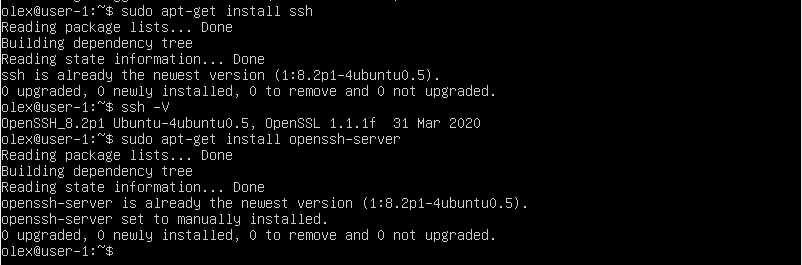 olex@user-1:~$ sudo apt-get install ssh
Reading package lists... Done
Building dependency tree
Reading state information... Done
ssh is already the newest version (1:8.2p1-4ubuntu0.5).
0 upgraded, 0 newly installed, 0 to remove and 0 not upgraded.
olex@user-1:~$ ssh -V
OpenSSH_8.2p1 Ubuntu-4ubuntu0.5, OpenSSL 1.1.1f  31 Mar 2020
olex@user-1:~$ sudo apt-get install openssh-server
Reading package lists... Done
Building dependency tree
Reading state information... Done
openssh-server is already the newest version (1:8.2p1-4ubuntu0.5).
openssh-server set to manually installed.
0 upgraded, 0 newly installed, 0 to remove and 0 not upgraded.
olex@user-1:~$